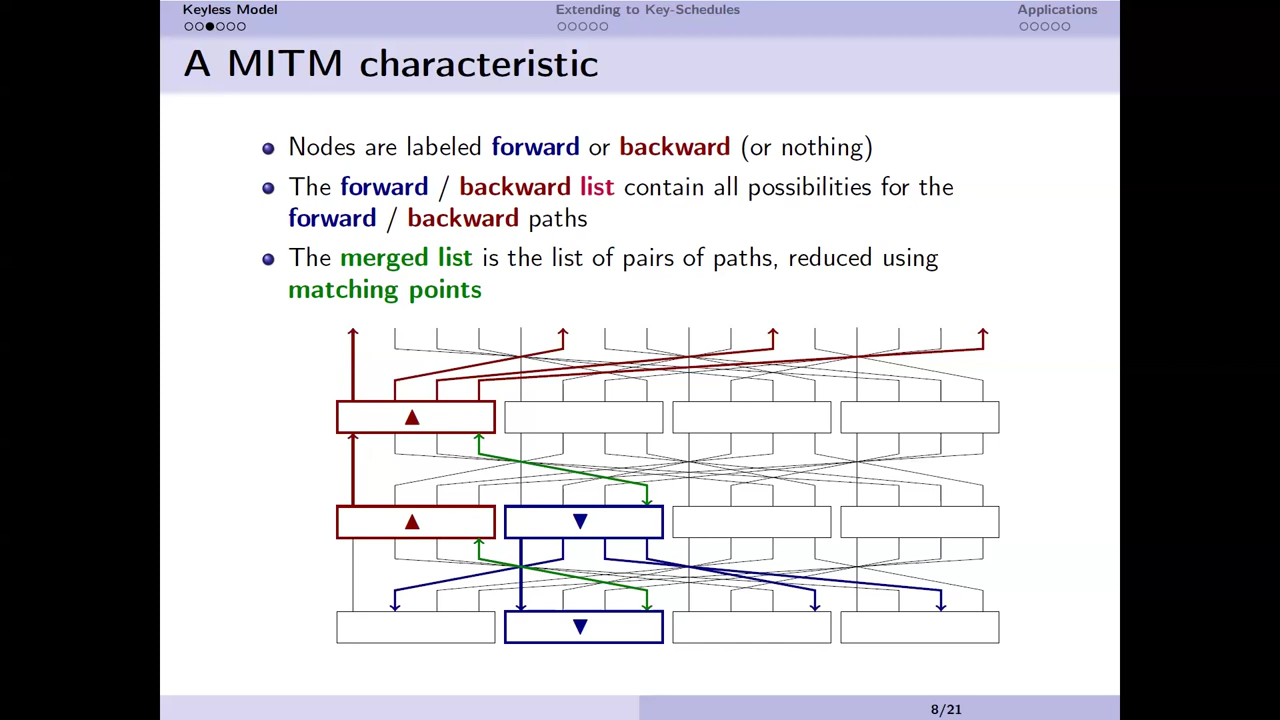 Keyless Model
Extending to Key-Schedules
Applications
A MITM characteristic
Nodes are labeled forward or backward (or nothing)
The forward / backward list contain all possibilities for the
forward / backward paths
The merged list is the list of pairs of paths, reduced using
matching points
8/21